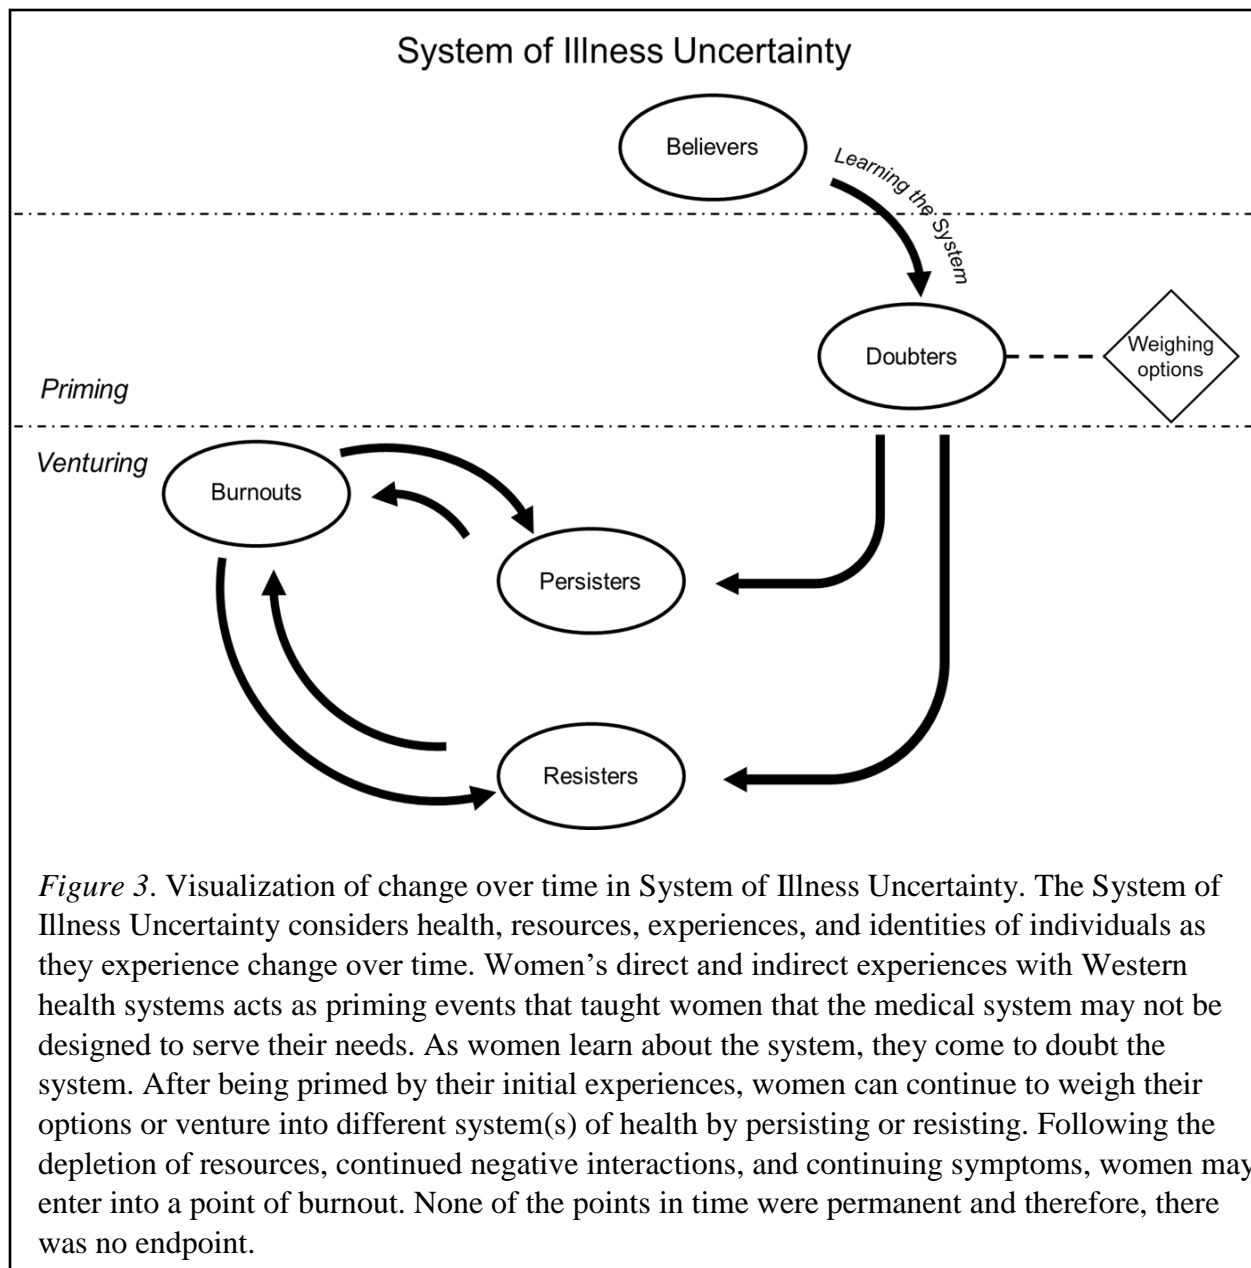 System of Illness Uncertainty
Believers
Learning the System
Doubters
Weighing
options
Priming
Venturing
Burnouts
Persisters
Resisters
Figure 3. Visualization of change over time in System of Illness Uncertainty. The System of
Illness Uncertainty considers health, resources, experiences, and identities of individuals as
they experience change over time. Women’s direct and indirect experiences with Western
health systems acts as priming events that taught women that the medical system may not be
designed to serve their needs. As women learn about the system, they come to doubt the
system. After being primed by their initial experiences, women can continue to weigh their
options or venture into different system(s) of health by persisting or resisting. Following the
depletion of resources, continued negative interactions, and continuing symptoms, women may
enter into a point of burnout. None of the points in time were permanent and therefore, there
was no endpoint.